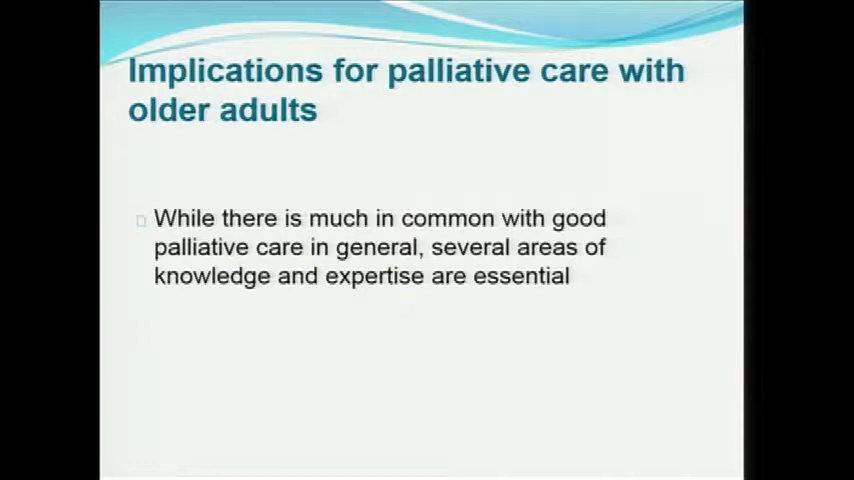 Implications for palliative care with
older adults
While there is much in common with good
palliative care in general, several areas of
knowledge and expertise are essential